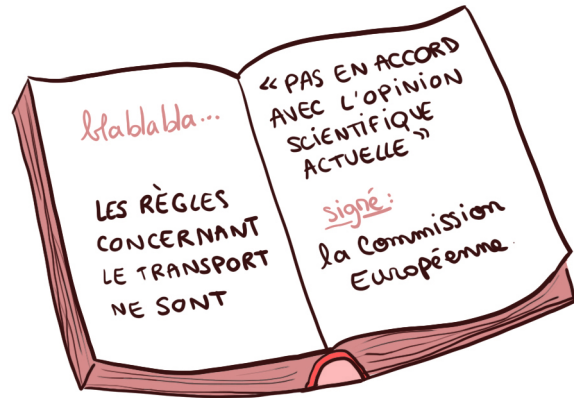 blablabla...
LES RÈGLES
CONCERNANT
LE TRANSPORT
NE SONT
« PAS EN ACCORD
AVEC L'OPINION
SCIENTIFIQUE
ACTUELLE »
signé:
la Commission
Européenne.